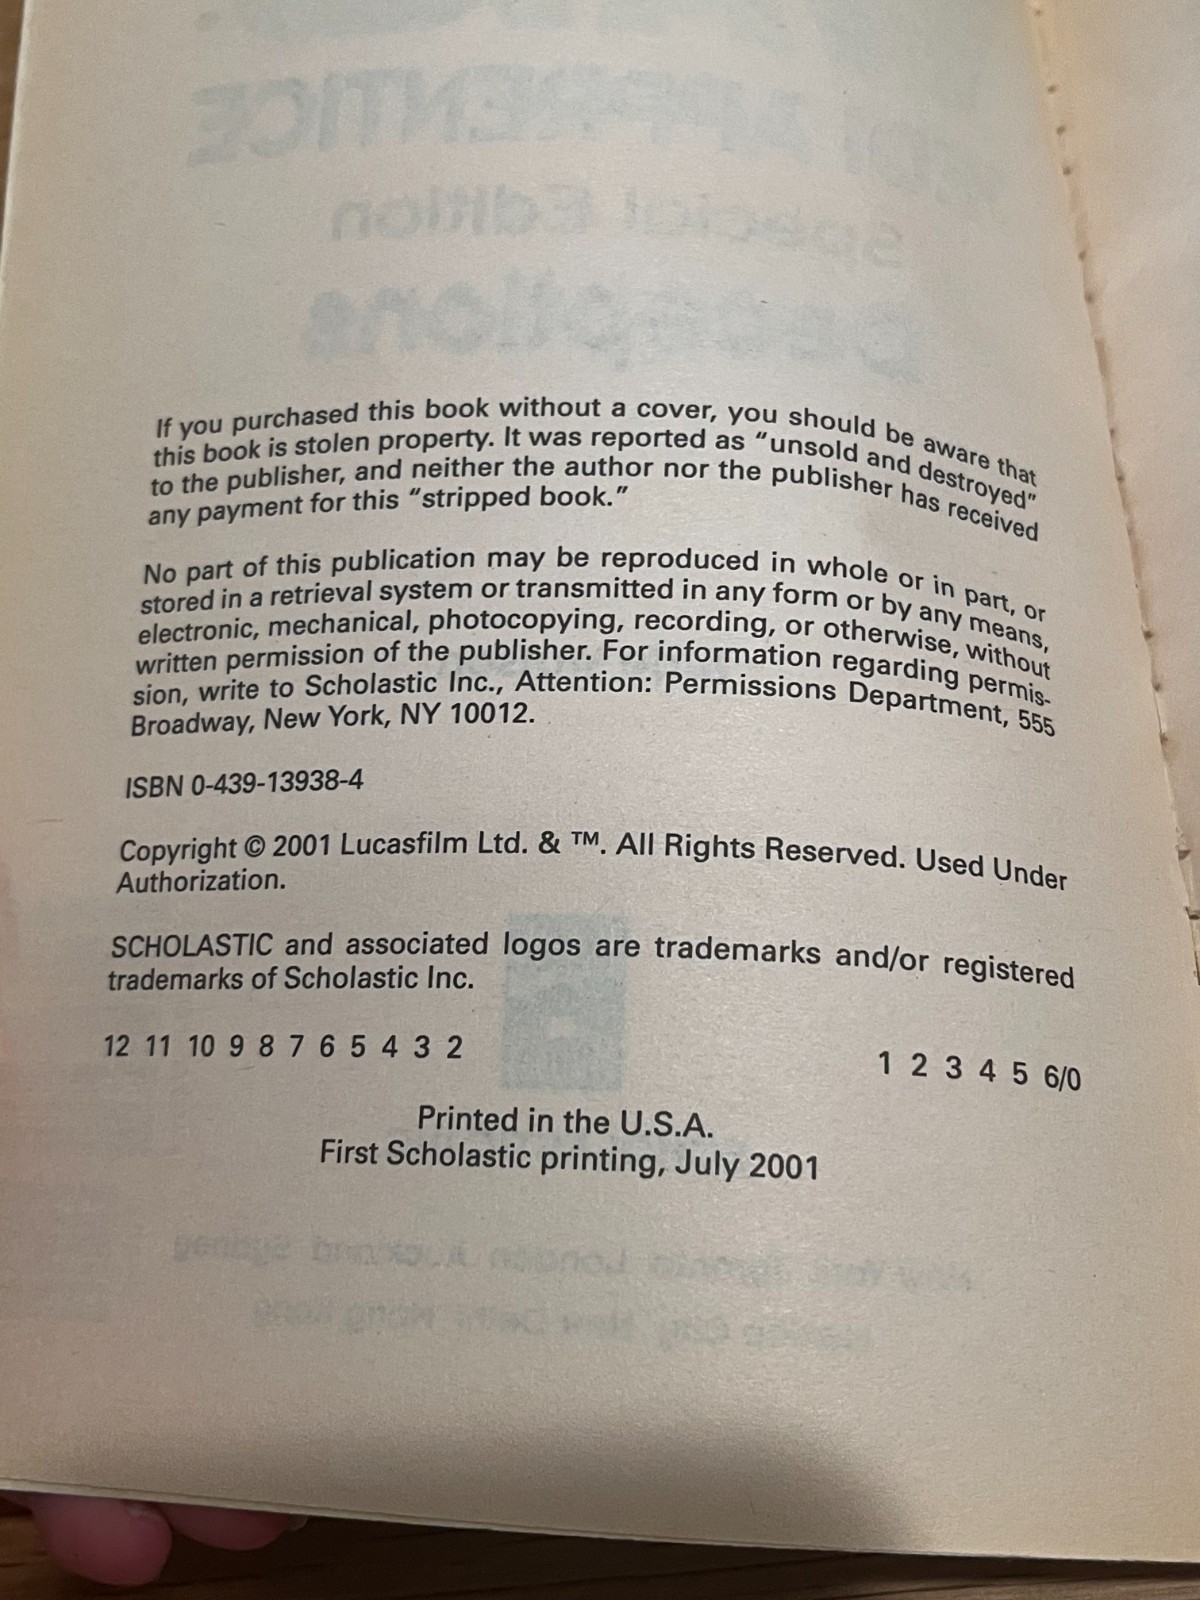 If you purchased this book without a cover, you should be aware that
this book is stolen property. It was reported as “unsold and destroyed”
to the publisher, and neither the author nor the publisher has received
any payment for this “stripped book.”
No part of this publication may be reproduced in whole or in part, or
stored in a retrieval system or transmitted in any form or by any means,
electronic, mechanical, photocopying, recording, or otherwise, without
written permission of the publisher. For information regarding permis-
sion, write to Scholastic Inc., Attention: Permissions Department, 555
Broadway, New York, NY 10012.
ISBN 0-439-13938-4
Copyright © 2001 Lucasfilm Ltd. & ™. All Rights Reserved. Used Under
Authorization.
SCHOLASTIC and associated logos are trademarks and/or registered
trademarks of Scholastic Inc.
12 11 10 9 8 7 6 5 4 3 2 1 2 3 4 5 6/0
Printed in the U.S.A.
First Scholastic printing, July 2001